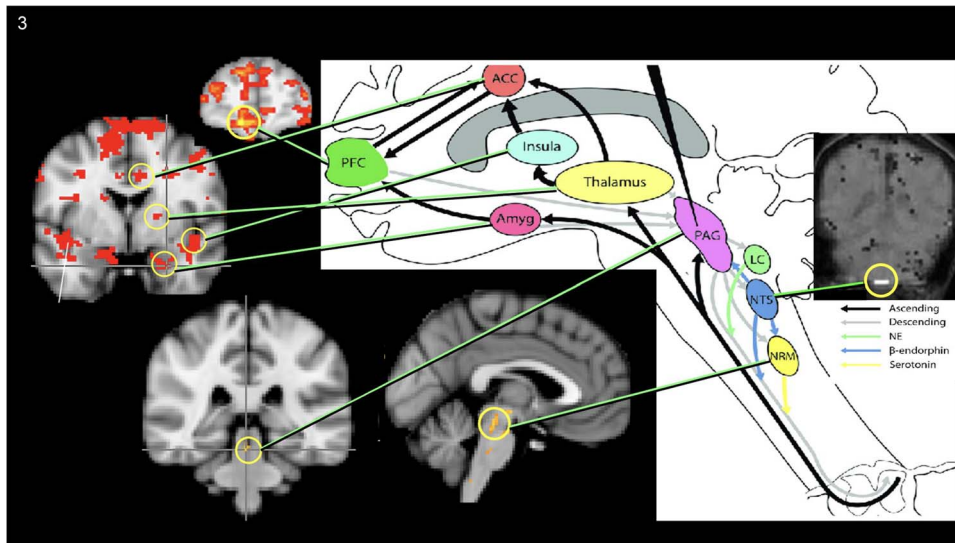 3
ACC
PFC
Insula
Thalamus
Amyg
PAG
LC
NTS
NRM
Ascending
Descending
NE
β-endorphin
Serotonin